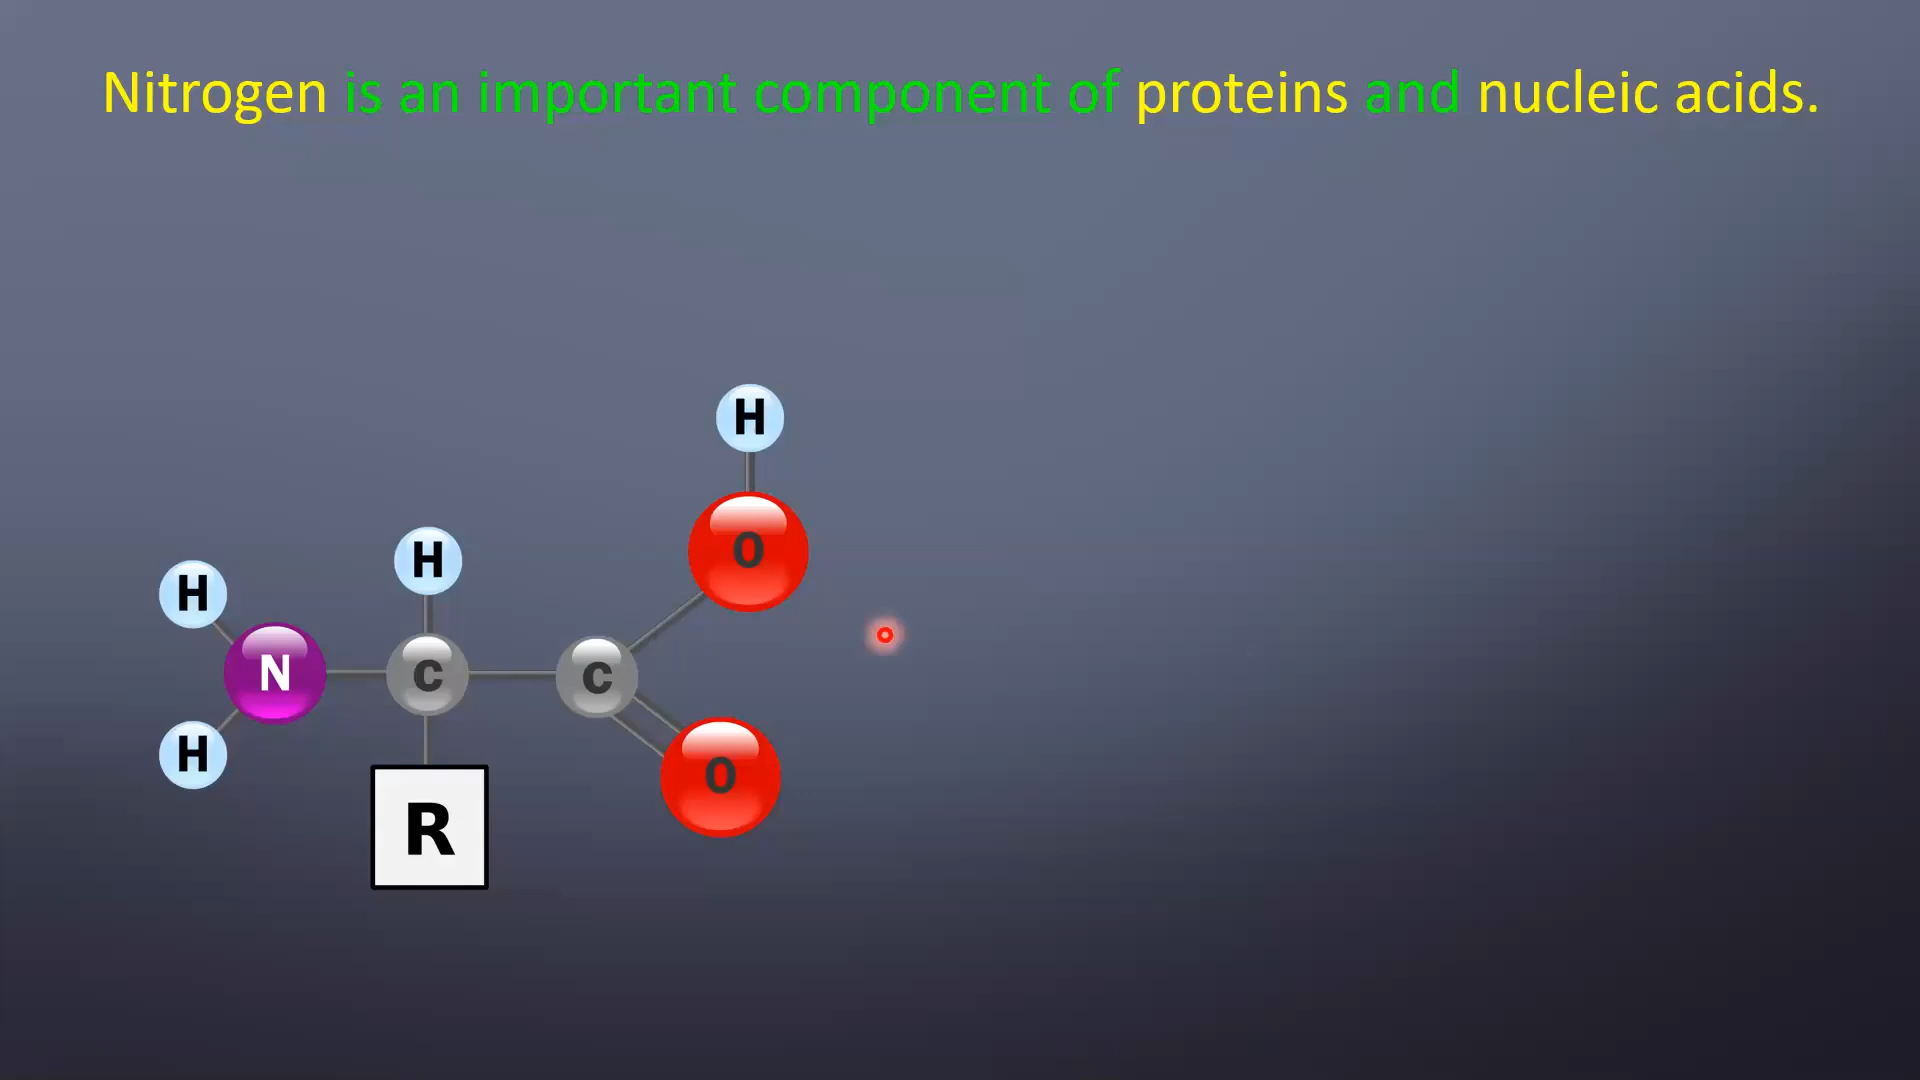 Nitrogen is an important component of proteins and nucleic acids.
H
O
H
H
N
C
C
H
O
R